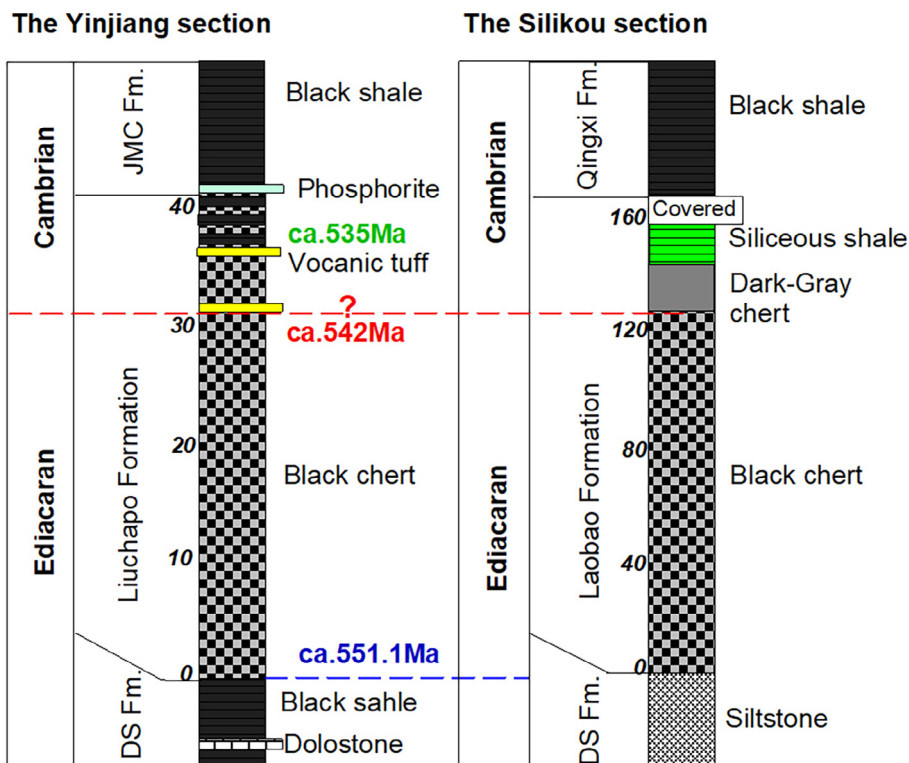 The Yinjiang section
The Silikou section
Cambrian
JMC Fm.
Black shale
Phosphorite
40
ca.535Ma
Vocanic tuff
?
30
ca.542Ma
Ediacaran
Liuchapo Formation
20
Black chert
10
ca.551.1Ma
0
DS Fm.
Black sahle
Dolostone
Cambrian
Qingxi Fm.
Black shale
Covered
160
Siliceous shale
Dark-Gray
chert
120
Ediacaran
Laobao Formation
80
Black chert
40
0
DS Fm.
Siltstone